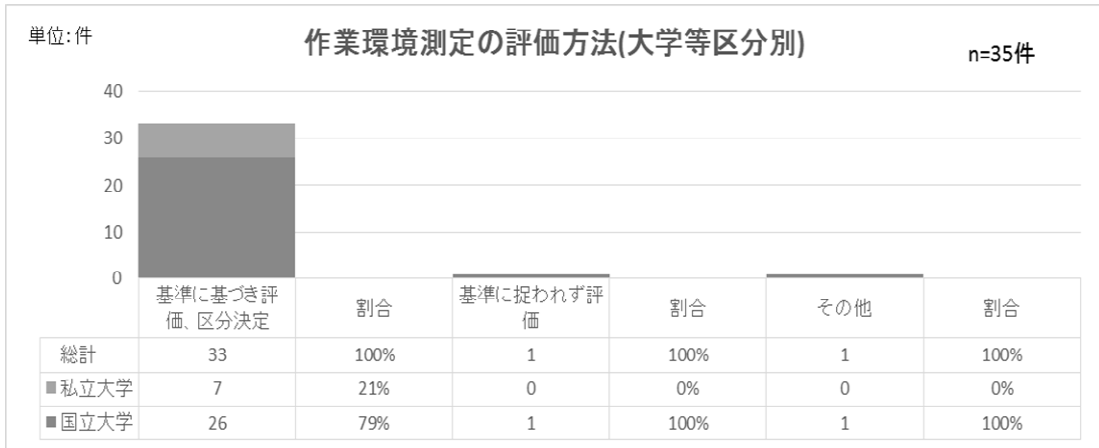 単位：件
作業環境測定の評価方法(大学等区分別)
n=35件
40
30
20
10
0
基準に基づき評
価、区分決定
割合
基準に捉われず評
価
割合
その他
割合
総計 33 100% 1 100% 1 100%
私立大学 7 21% 0 0% 0 0%
国立大学 26 79% 1 100% 1 100%